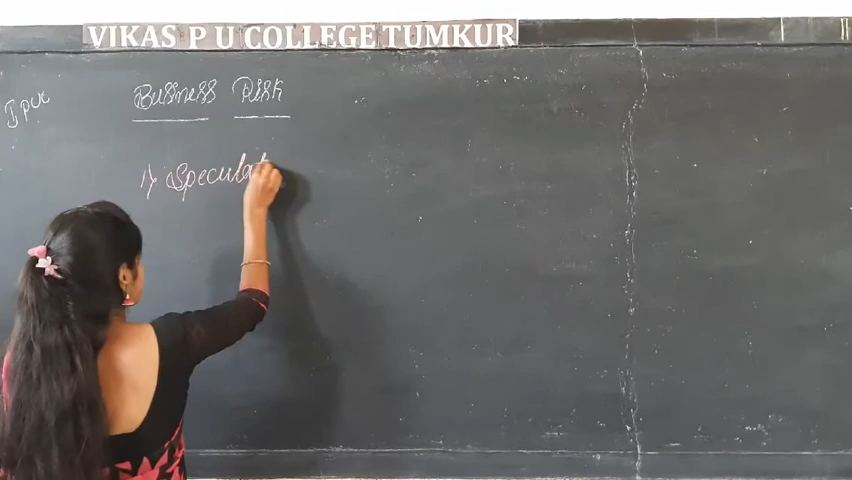 VIKAS P U COLLEGE TUMKUR
I PUC
Business Risk
1) Speculat